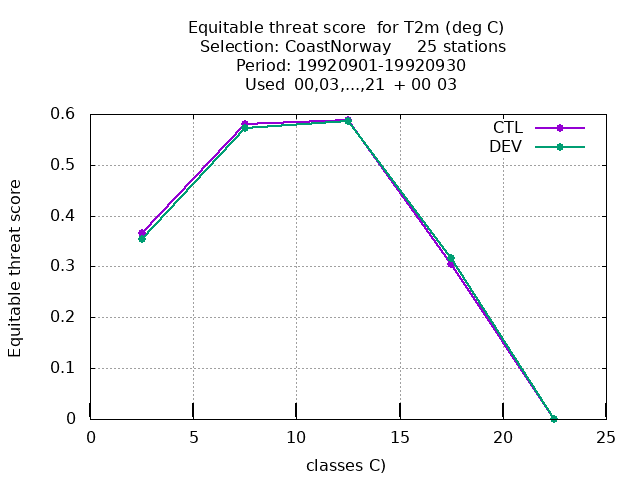 Equitable threat score  for T2m (deg C)
Selection: CoastNorway     25 stations
Period: 19920901-19920930
Used  00,03,...,21  + 00 03
0.6
0.5
0.4
0.3
0.2
0.1
0
Equitable threat score
CTL
DEV
0 5 10 15 20 25
classes C)